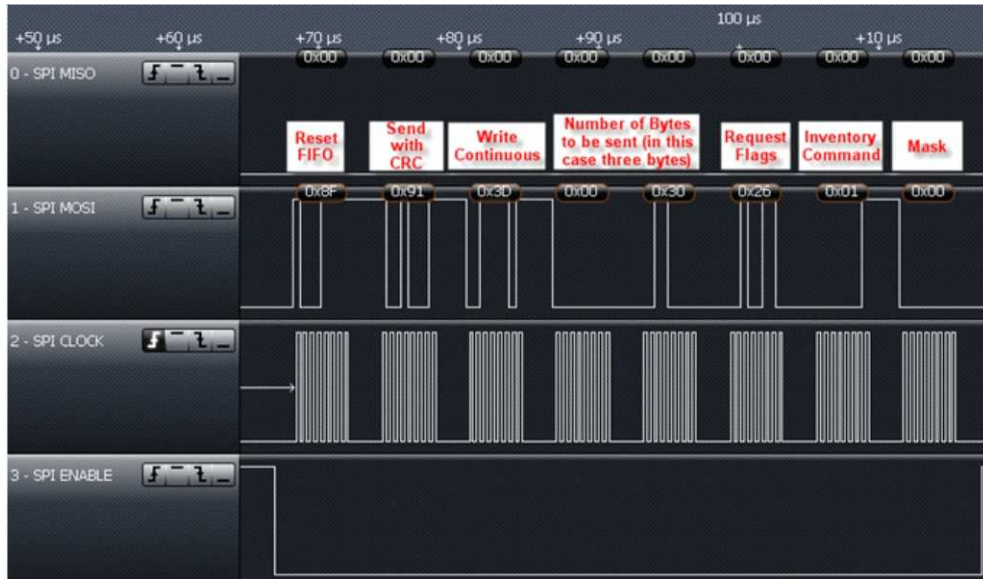 100 µs
+50 µs +60 µs +70 µs +80 µs +90 µs +10 µs
0 - SPI MISO
0x00 0x00 0x00 0x00 0x00 0x00 0x00 0x00
Reset
FIFO
Send
with
CRC
Write
Continuous
Number of Bytes
to be sent (in this
case three bytes)
Request
Flags
Inventory
Command
Mask
1 - SPI MOSI
0x8F 0x91 0x3D 0x00 0x30 0x26 0x01 0x00
2 - SPI CLOCK
3 - SPI ENABLE